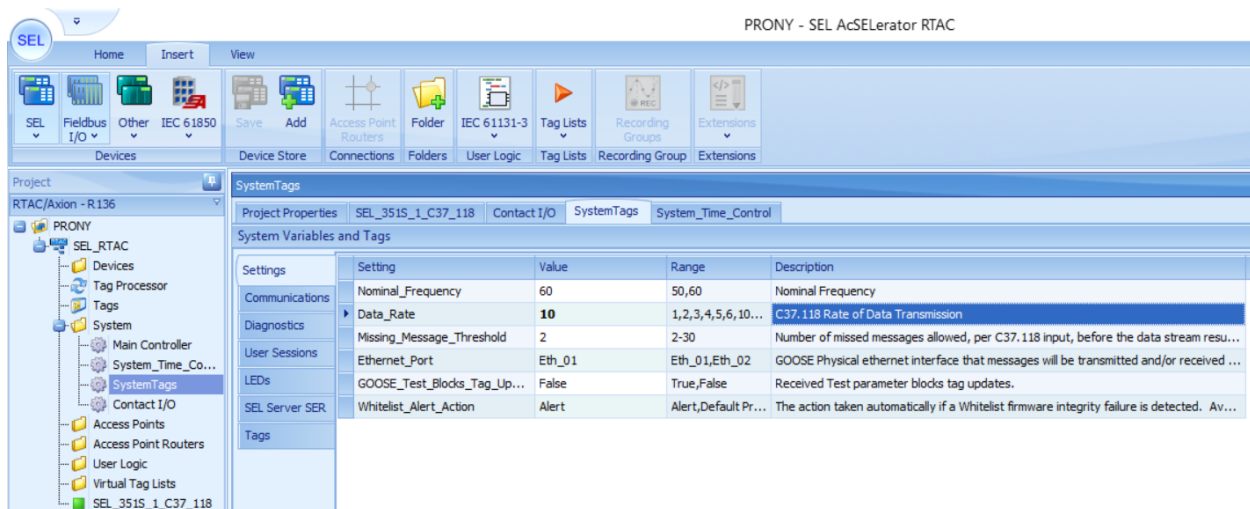 PRONY - SEL AcSELerator RTAC
SEL
Home Insert View
SEL Fieldbus I/O Other IEC 61850 Save Add Access Point Routers Folder IEC 61131-3 Tag Lists Recording Groups Extensions
REC
Devices Device Store Connections Folders User Logic Tag Lists Recording Group Extensions
Project
RTAC/Axion - R136
PRONY
SEL_RTAC
Devices
Tag Processor
Tags
System
Main Controller
System_Time_Co...
SystemTags
Contact I/O
Access Points
Access Point Routers
User Logic
Virtual Tag Lists
SEL_351S_1_C37_118
SystemTags
Project Properties SEL_351S_1_C37_118 Contact I/O SystemTags System_Time_Control
System Variables and Tags
Settings
Communications
Diagnostics
User Sessions
LEDs
SEL Server SER
Tags
Setting Value Range Description
Nominal_Frequency 60 50,60 Nominal Frequency
Data_Rate 10 1,2,3,4,5,6,10... C37.118 Rate of Data Transmission
Missing_Message_Threshold 2 2-30 Number of missed messages allowed, per C37.118 input, before the data stream resu...
Ethernet_Port Eth_01 Eth_01,Eth_02 GOOSE Physical ethernet interface that messages will be transmitted and/or received ...
GOOSE_Test_Blocks_Tag_Up... False True,False Received Test parameter blocks tag updates.
Whitelist_Alert_Action Alert Alert,Default Pr... The action taken automatically if a Whitelist firmware integrity failure is detected. Av...